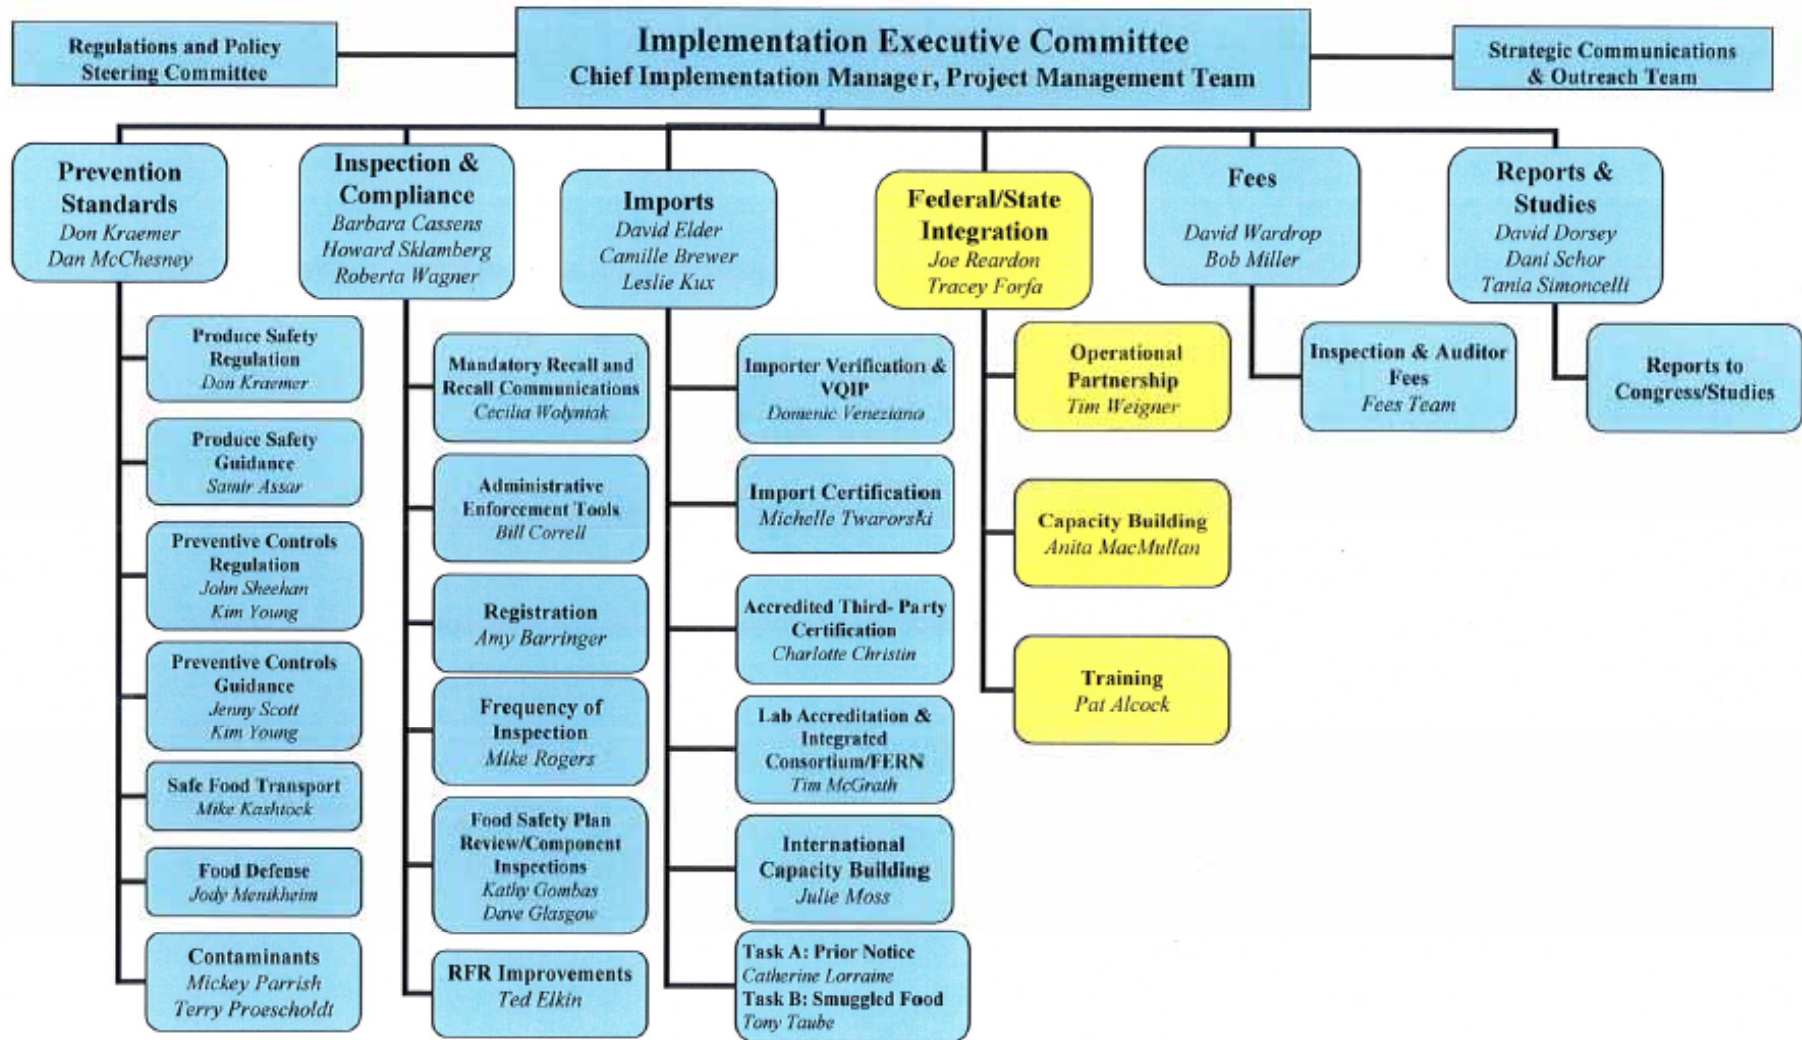 Regulations and Policy
Steering Committee
Implementation Executive Committee
Chief Implementation Manager, Project Management Team
Strategic Communications
& Outreach Team
Prevention
Standards
Don Kraemer
Dan McChesney
Produce Safety
Regulation
Don Kraemer
Produce Safety
Guidance
Samir Assar
Preventive Controls
Regulation
John Sheehan
Kim Young
Preventive Controls
Guidance
Jenny Scott
Kim Young
Safe Food Transport
Mike Kashtock
Food Defense
Jody Menikheim
Contaminants
Mickey Parrish
Terry Proescholdt
Inspection &
Compliance
Barbara Cassens
Howard Sklamberg
Roberta Wagner
Mandatory Recall and
Recall Communications
Cecilia Wolyniak
Administrative
Enforcement Tools
Bill Correll
Registration
Amy Barringer
Frequency of
Inspection
Mike Rogers
Food Safety Plan
Review/Component
Inspections
Kathy Gombas
Dave Glasgow
RFR Improvements
Ted Elkin
Imports
David Elder
Camille Brewer
Leslie Kux
Importer Verification &
VQIP
Domenic Veneziano
Import Certification
Michelle Twarorski
Accredited Third- Party
Certification
Charlotte Christin
Lab Accreditation &
Integrated
Consortium/FERN
Tim McGrath
International
Capacity Building
Julie Moss
Task A: Prior Notice
Catherine Lorraine
Task B: Smuggled Food
Tony Taube
Federal/State
Integration
Joe Reardon
Tracey Forfa
Operational
Partnership
Tim Weigner
Capacity Building
Anita MacMullan
Training
Pat Alcock
Fees
David Wardrop
Bob Miller
Inspection & Auditor
Fees
Fees Team
Reports &
Studies
David Dorsey
Dani Schor
Tania Simoncelli
Reports to
Congress/Studies